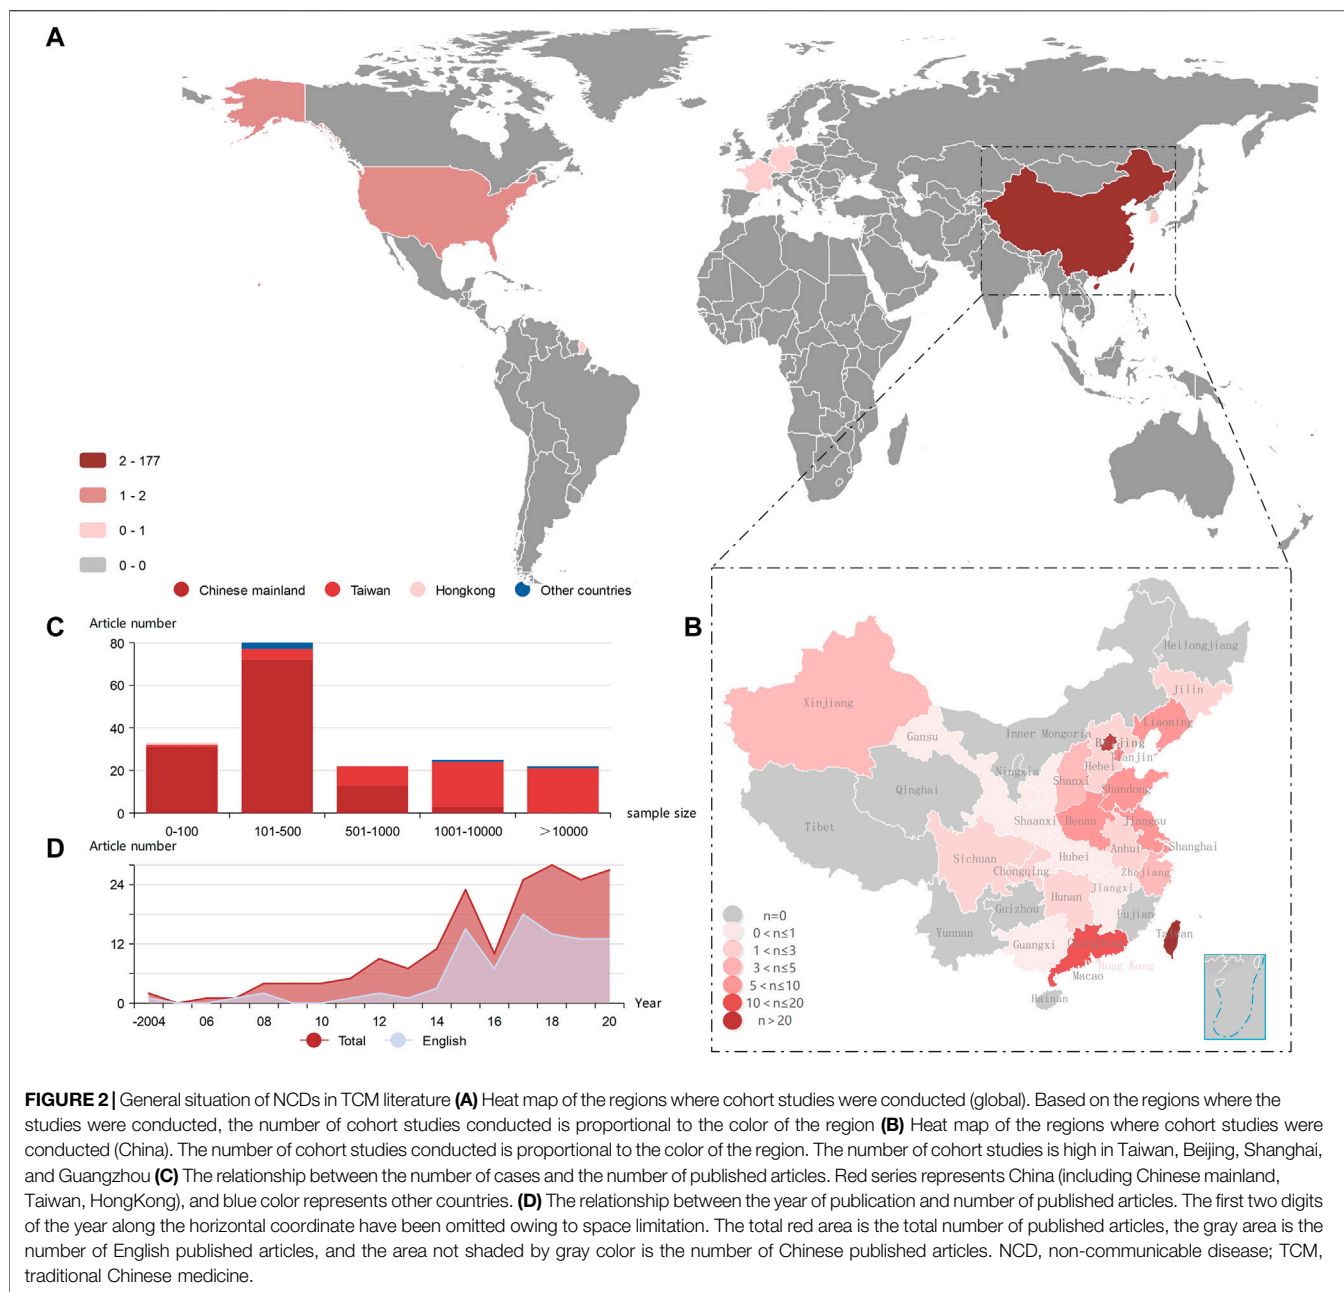 A
2 - 177
1 - 2
0 - 1
0 - 0
Chinese mainland
Taiwan
Hongkong
Other countries
C
Article number
80
60
40
20
0
0-100
101-500
501-1000
1001-10000
>10000
sample size
D
Article number
24
12
0
-2004
06
08
10
12
14
16
18
20
Year
Total
English
B
Heilongjiang
Jilin
Liaoning
Xinjiang
Gansu
Inner Mongoria
Beijing
Tianjin
Hebei
Ningxia
Shanxi
Shandong
Qinghai
Tibet
Shaanxi
Henan
Jiangsu
Shanghai
Anhui
Hubei
Sichuan
Chongqing
Zhojiang
Jiangxi
Hunan
Guizhou
Fujian
Yunnan
Guangxi
Taiwan
Hong Kong
Macao
Hainan
n=0
0 < n≤1
1 < n≤3
3 < n≤5
5 < n≤10
10 < n≤20
n > 20
FIGURE 2 | General situation of NCDs in TCM literature (A) Heat map of the regions where cohort studies were conducted (global). Based on the regions where the
studies were conducted, the number of cohort studies conducted is proportional to the color of the region (B) Heat map of the regions where cohort studies were
conducted (China). The number of cohort studies conducted is proportional to the color of the region. The number of cohort studies is high in Taiwan, Beijing, Shanghai,
and Guangzhou (C) The relationship between the number of cases and the number of published articles. Red series represents China (including Chinese mainland,
Taiwan, HongKong), and blue color represents other countries. (D) The relationship between the year of publication and number of published articles. The first two digits
of the year along the horizontal coordinate have been omitted owing to space limitation. The total red area is the total number of published articles, the gray area is the
number of English published articles, and the area not shaded by gray color is the number of Chinese published articles. NCD, non-communicable disease; TCM,
traditional Chinese medicine.